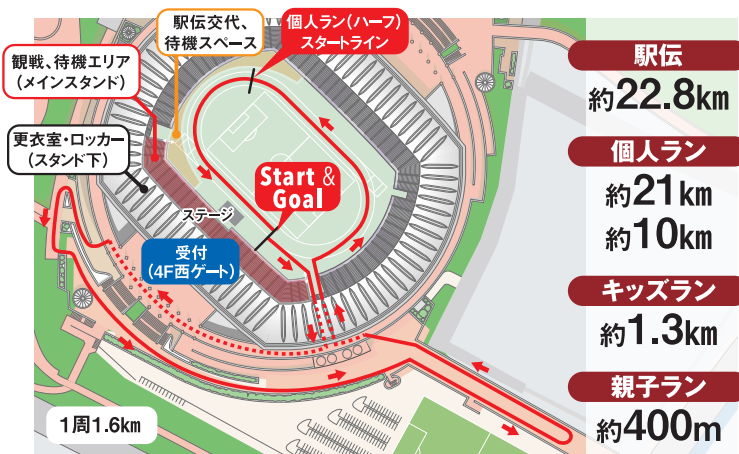 駅伝交代、
待機スペース
個人ラン(ハーフ)
スタートライン
観戦、待機エリア
(メインスタンド)
更衣室・ロッカー
(スタンド下)
Start &
Goal
ステージ
受付
(4F西ゲート)
1周1.6km
駅伝
約22.8km
個人ラン
約21km
約10km
キッズラン
約1.3km
親子ラン
約400m